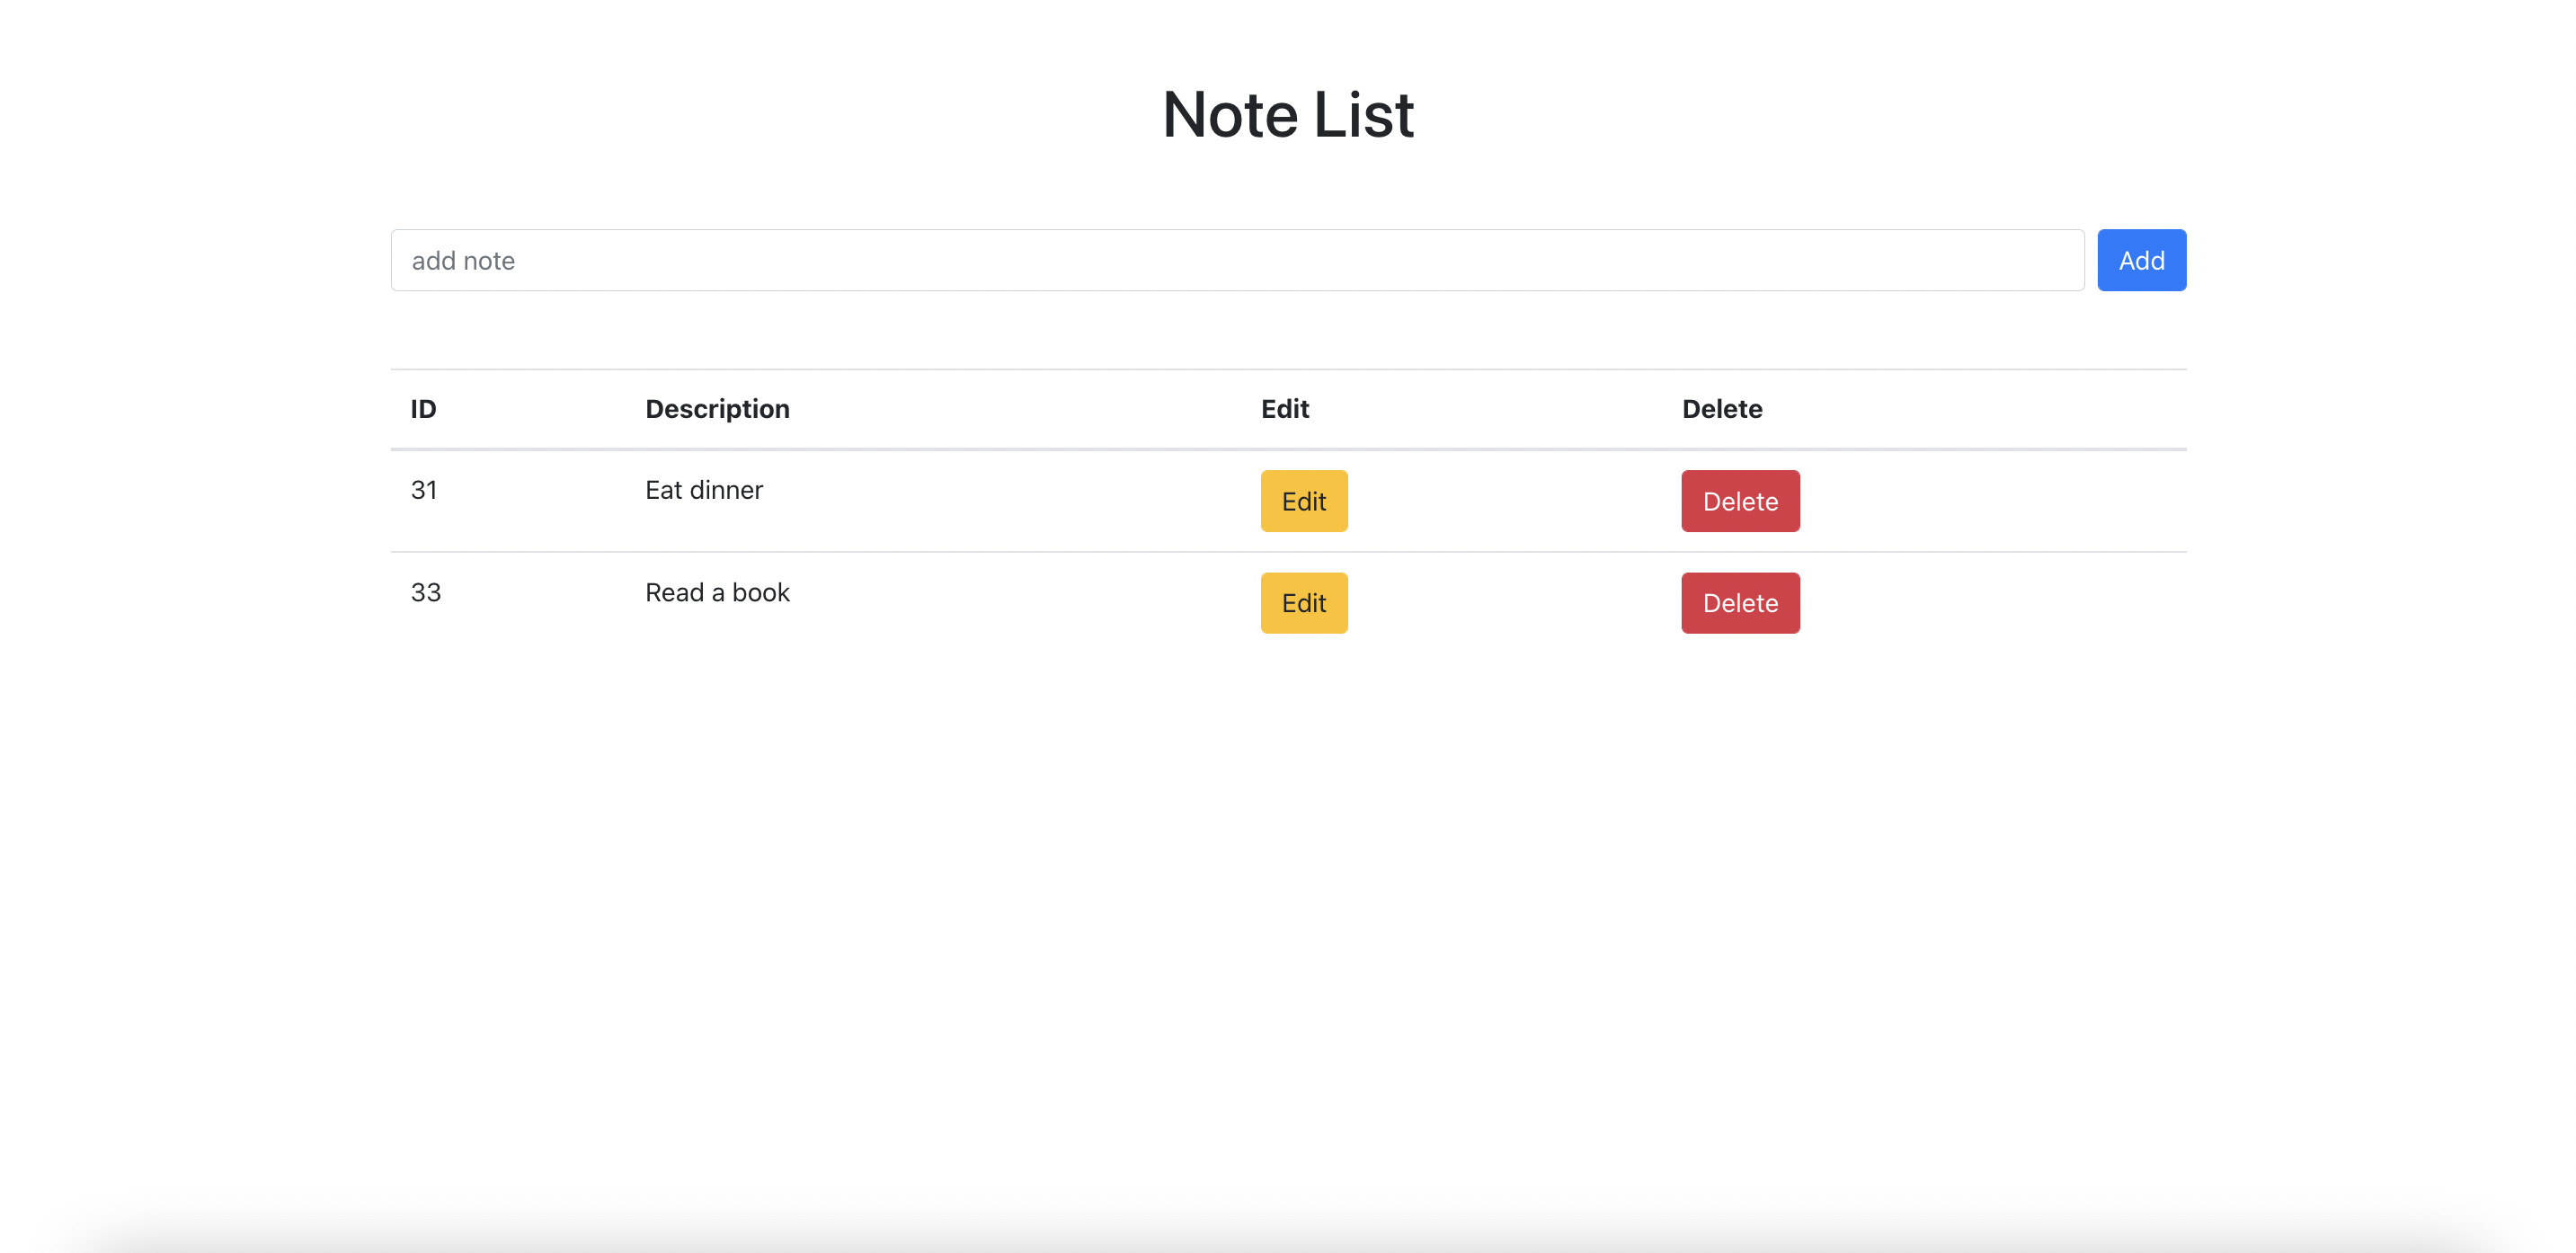 Note List
add note Add
ID Description Edit Delete
31 Eat dinner Edit Delete
33 Read a book Edit Delete